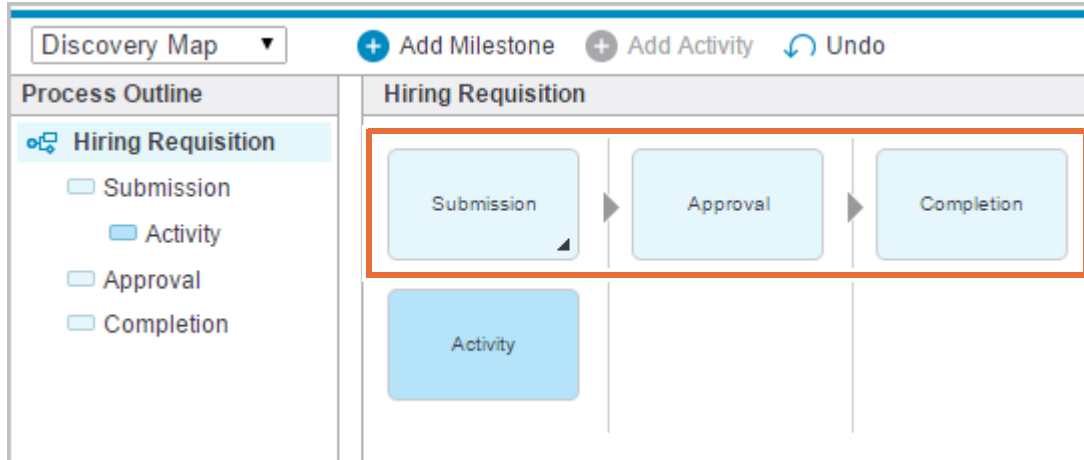 Discovery Map
Add Milestone
Add Activity
Undo
Process Outline
Hiring Requisition
Hiring Requisition
Submission
Activity
Approval
Completion
Submission
Approval
Completion
Activity